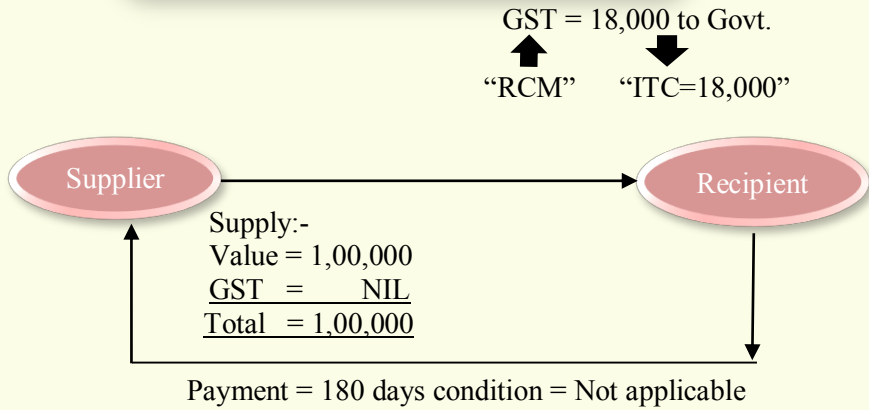 GST = 18,000 to Govt.
“RCM” “ITC=18,000”
Supplier
Recipient
Supply:-
Value = 1,00,000
GST = NIL
Total = 1,00,000
Payment = 180 days condition = Not applicable